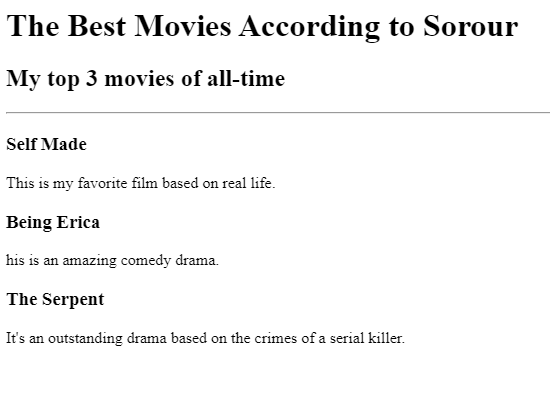 The Best Movies According to Sorour
My top 3 movies of all-time
Self Made
This is my favorite film based on real life.
Being Erica
his is an amazing comedy drama.
The Serpent
It's an outstanding drama based on the crimes of a serial killer.